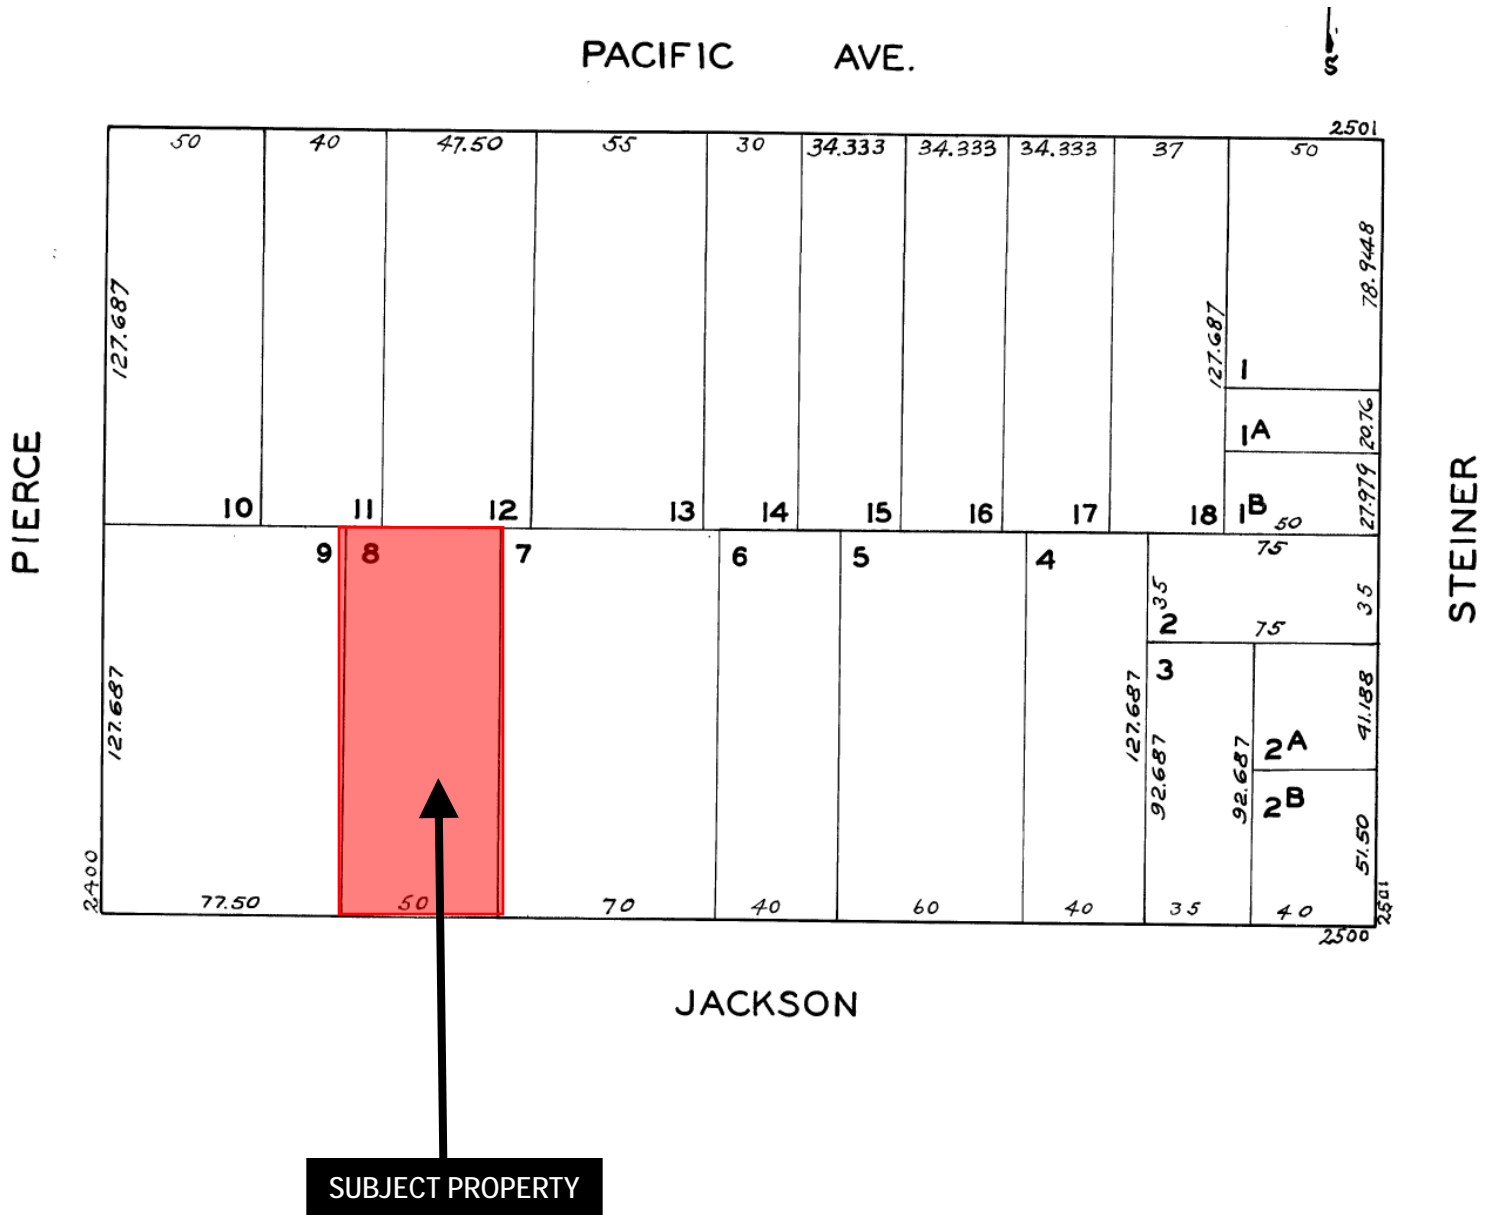 S
PACIFIC AVE.
2501
50 40 47.50 55 30 34.333 34.333 34.333 37 50
78.9448
127.687
127.687
1
1A
20.76
PIERCE
STEINER
10 11 12 13 14 15 16 17 18 1B
50
27.979
9 8 7 6 5 4
75
35
35
2
75
3
127.687
127.687
92.687
92.687
41.188
2A
2B
51.50
2400
77.50 50 70 40 60 40 35 40
2501
2500
JACKSON
SUBJECT PROPERTY